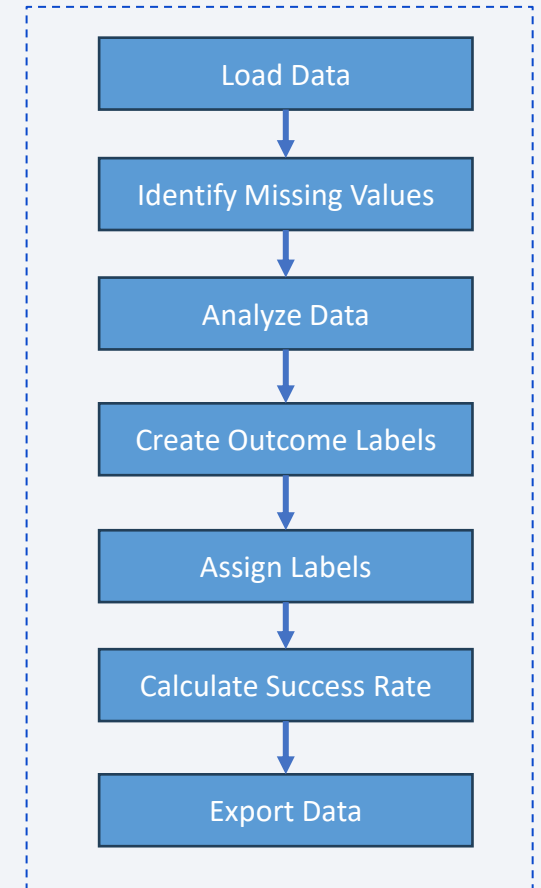 Load Data
Identify Missing Values
Analyze Data
Create Outcome Labels
Assign Labels
Calculate Success Rate
Export Data